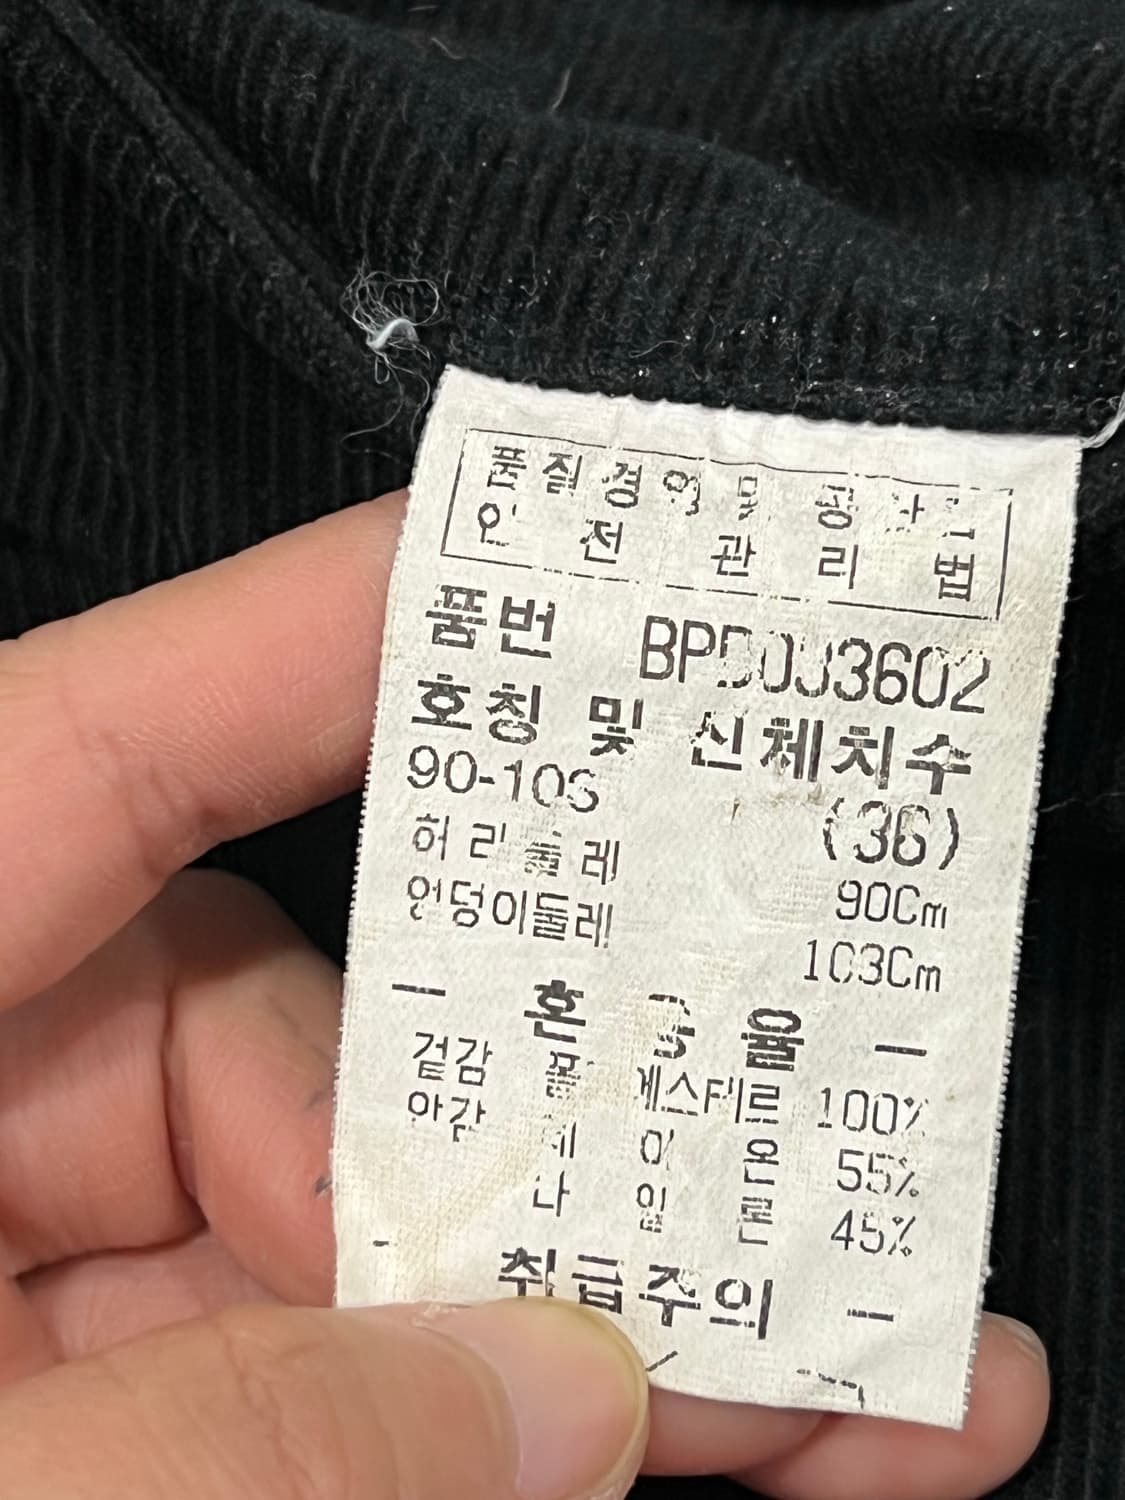 품질경영 및 공산품
안전관리법
품번
호칭 및 신체치수
(36)
허리둘레 90Cm
엉덩이둘레 103Cm
— 혼용율 —
겉감 폴리에스테르 100%
안감 레이온 55%
나일론 45%
— 취급주의 —